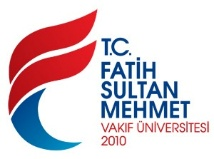 T.C.
FATİH
SULTAN
MEHMET
VAKIF ÜNİVERSİTESİ
2010